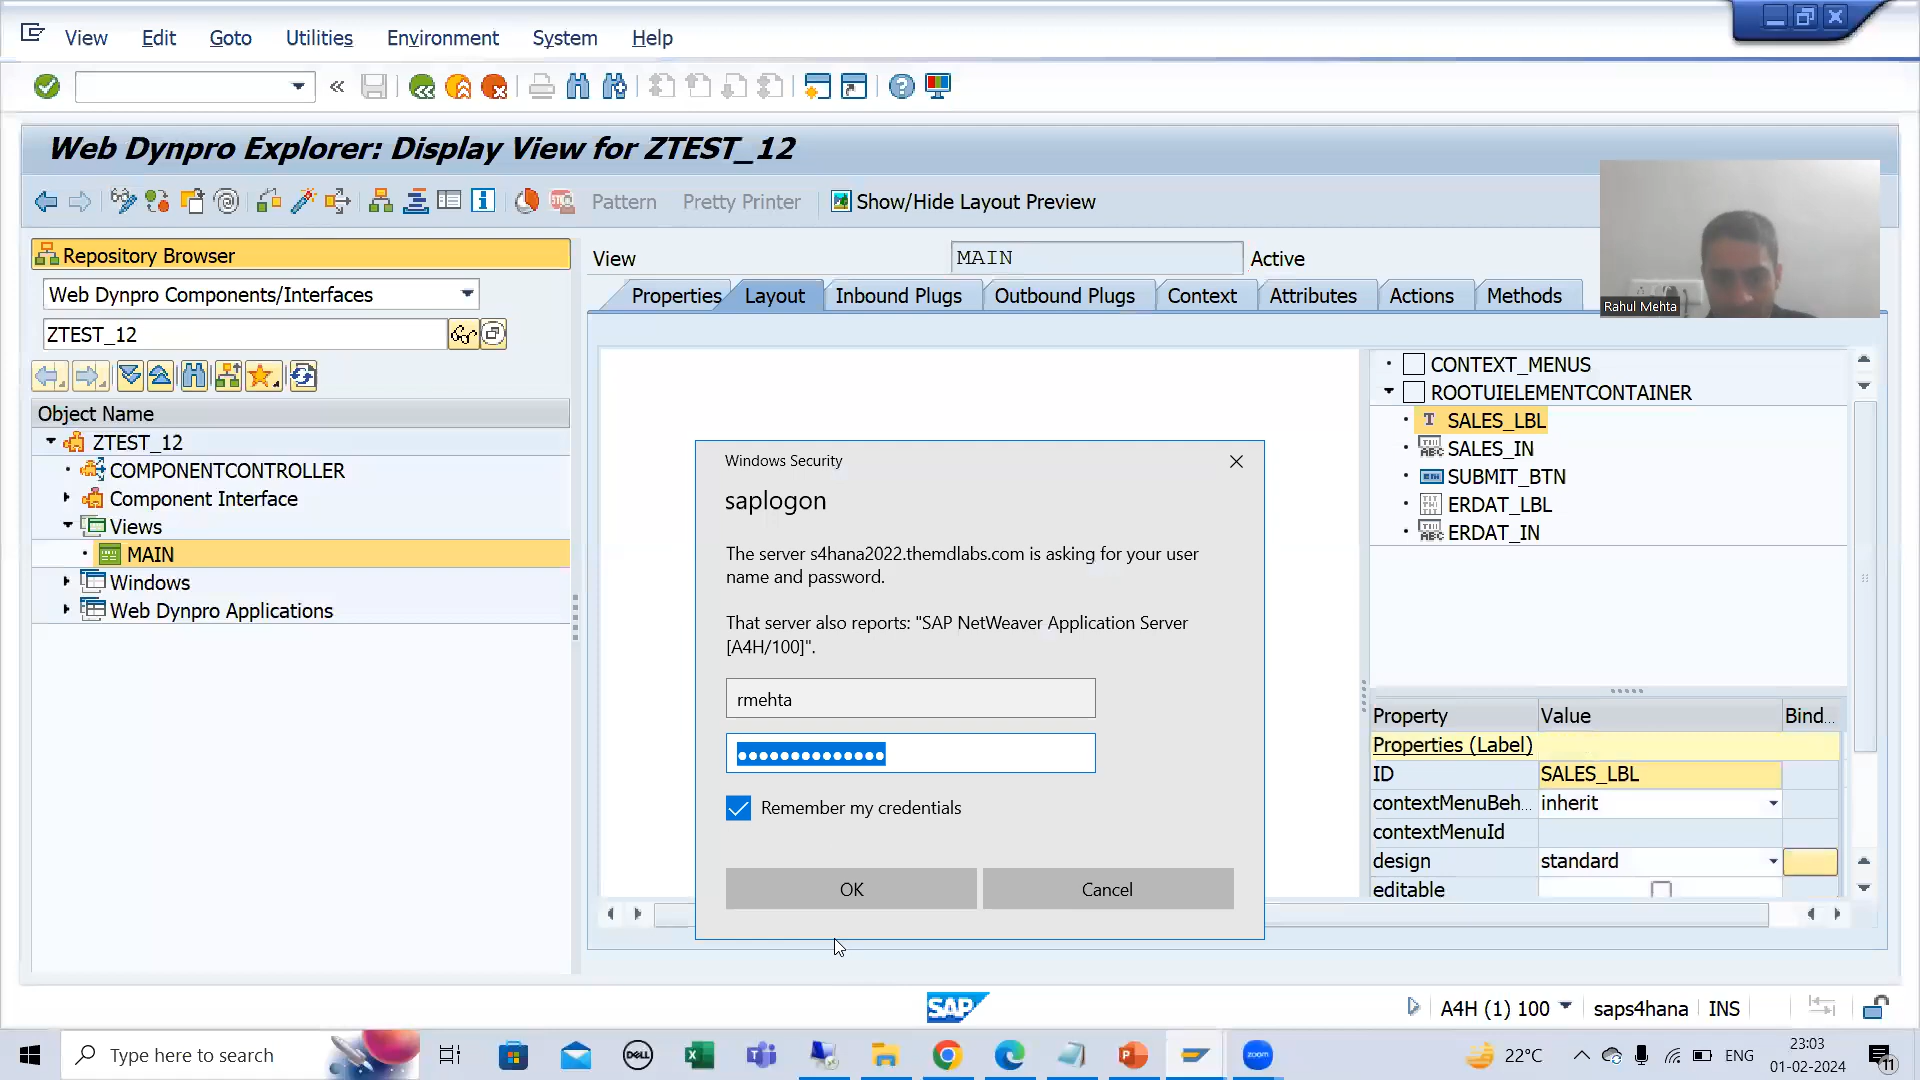 View Edit Goto Utilities Environment System Help
Web Dynpro Explorer: Display View for ZTEST_12
Pattern Pretty Printer Show/Hide Layout Preview
Repository Browser
Web Dynpro Components/Interfaces
ZTEST_12
Object Name
ZTEST_12
COMPONENTCONTROLLER
Component Interface
Views
MAIN
Windows
Web Dynpro Applications
View MAIN Active
Properties Layout Inbound Plugs Outbound Plugs Context Attributes Actions Methods
Rahul Mehta
CONTEXT_MENUS
ROOTUIELEMENTCONTAINER
SALES_LBL
SALES_IN
SUBMIT_BTN
ERDAT_LBL
ERDAT_IN
Property Value Bind...
Properties (Label)
ID SALES_LBL
contextMenuBeh... inherit
contextMenuId
design standard
editable
Windows Security
saplogon
The server s4hana2022.themdlabs.com is asking for your user
name and password.
That server also reports: "SAP NetWeaver Application Server
[A4H/100]".
rmehta
Remember my credentials
OK Cancel
SAP
A4H (1) 100 saps4hana INS
Type here to search
DELL
zoom
22°C
ENG
23:03
01-02-2024
11